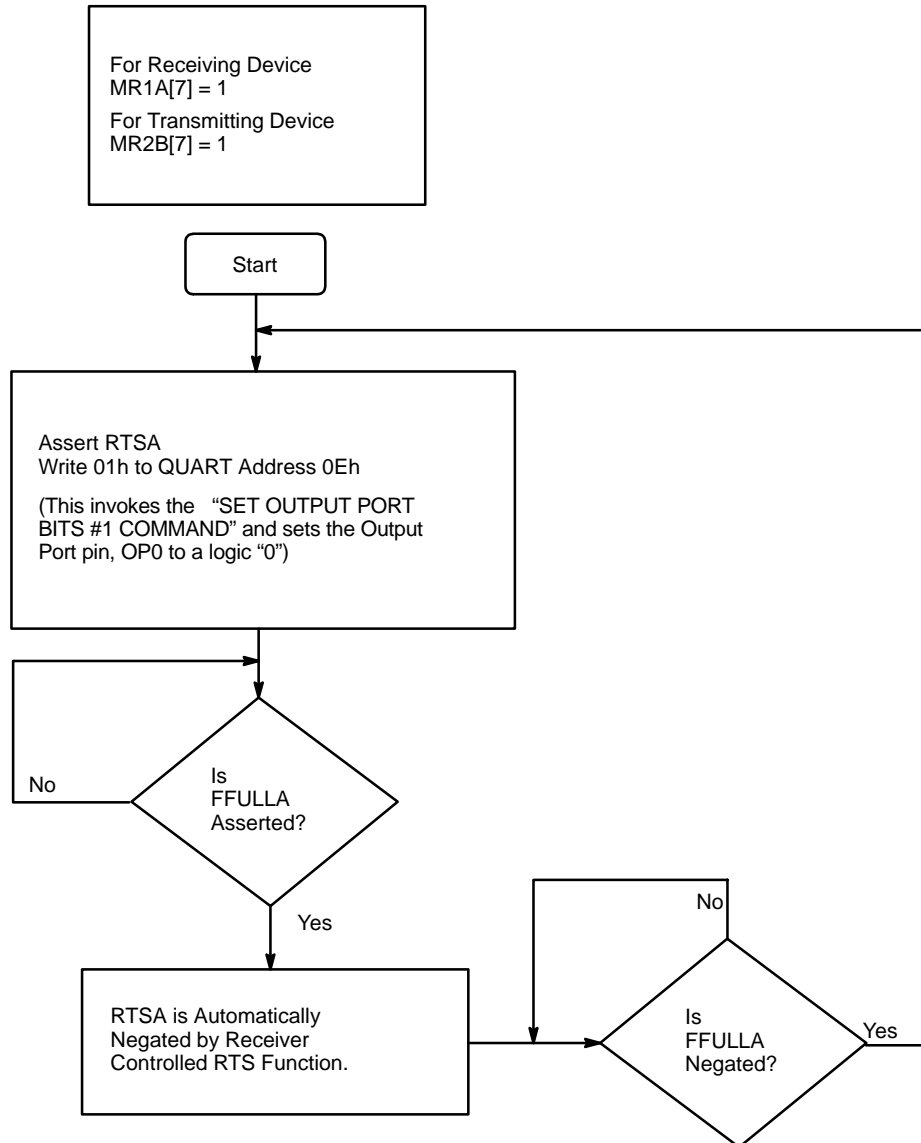 For Receiving Device
MR1A[7] = 1
For Transmitting Device
MR2B[7] = 1
Start
Assert RTSA
Write 01h to QUART Address 0Eh
(This invokes the “SET OUTPUT PORT
BITS #1 COMMAND” and sets the Output
Port pin, OP0 to a logic “0”)
No
Is
FFULLA
Asserted?
Yes
RTSA is Automatically
Negated by Receiver
Controlled RTS Function.
No
Is
FFULLA
Negated?
Yes